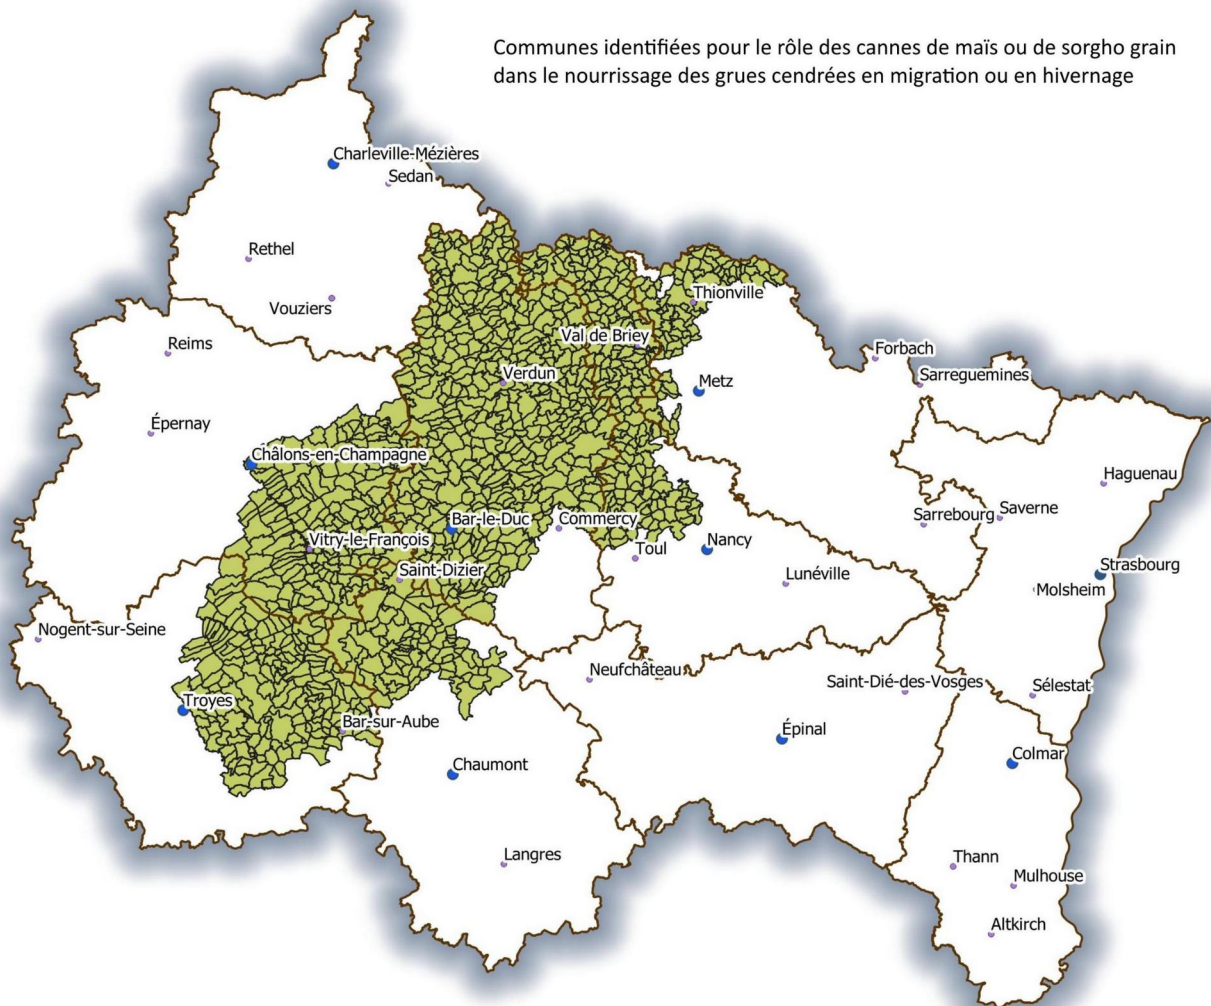 Communes identifiées pour le rôle des cannes de maïs ou de sorgho grain
dans le nourrissage des grues cendrées en migration ou en hivernage
Charleville-Mézières
Sedan
Rethel
Vouziers
Thionville
Reims
Val de Briey
Forbach
Verdun
Metz
Sarreguemines
Épernay
Châlons-en-Champagne
Haguenau
Bar-le-Duc
Commercy
Sarrebourg
Saverne
Vitry-le-François
Toul
Nancy
Saint-Dizier
Lunéville
Strasbourg
Molsheim
Nogent-sur-Seine
Neufchâteau
Saint-Dié-des-Vosges
Sélestat
Troyes
Bar-sur-Aube
Épinal
Chaumont
Colmar
Langres
Thann
Mulhouse
Altkirch